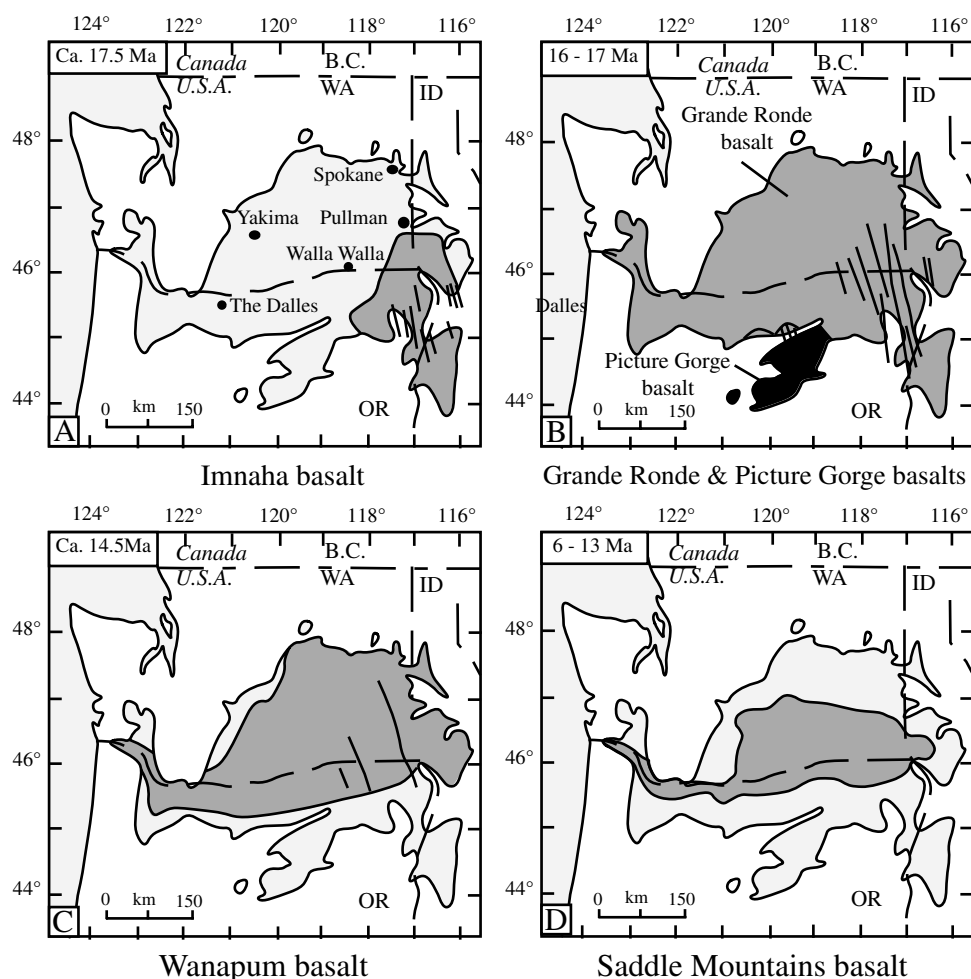 124° 122° 120° 118° 116°
Ca. 17.5 Ma
Canada
U.S.A.
B.C.
WA
ID
48°
Spokane
Yakima
Pullman
Walla Walla
46°
The Dalles
44°
0 km 150
OR
A
Imnaha basalt
124° 122° 120° 118° 116°
16 - 17 Ma
Canada
U.S.A.
B.C.
WA
ID
Grande Ronde
basalt
48°
46°
Dalles
Picture Gorge
basalt
44°
0 km 150
OR
B
Grande Ronde & Picture Gorge basalts
124° 122° 120° 118° 116°
Ca. 14.5Ma
Canada
U.S.A.
B.C.
WA
ID
48°
46°
44°
0 km 150
OR
C
Wanapum basalt
124° 122° 120° 118° 116°
6 - 13 Ma
Canada
U.S.A.
B.C.
WA
ID
48°
46°
44°
0 km 150
OR
D
Saddle Mountains basalt